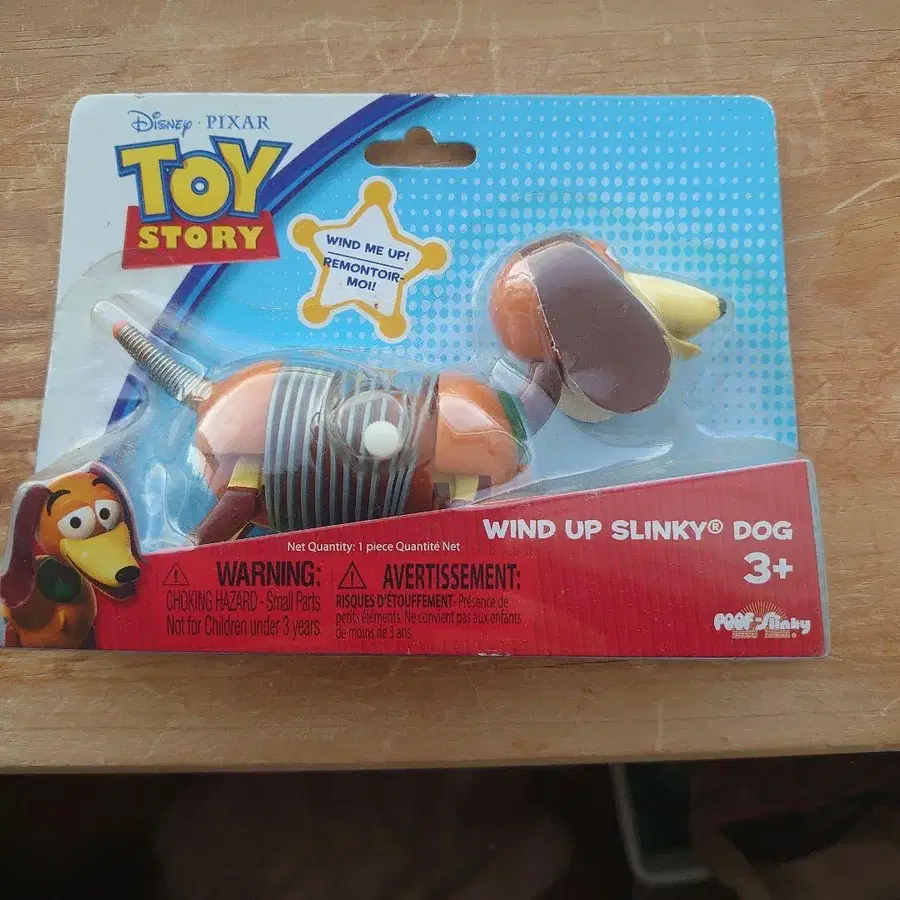 Disney · PIXAR
TOY
STORY
WIND ME UP!
REMONTOIR-
MOI!
WIND UP SLINKY® DOG
3+
Net Quantity: 1 piece Quantité Net
WARNING:
CHOKING HAZARD - Small Parts.
Not for Children under 3 years.
AVERTISSEMENT:
RISQUES D'ÉTOUFFEMENT - Présence de
petits éléments. Ne convient pas aux enfants
de moins de 3 ans.
POOF Slinky